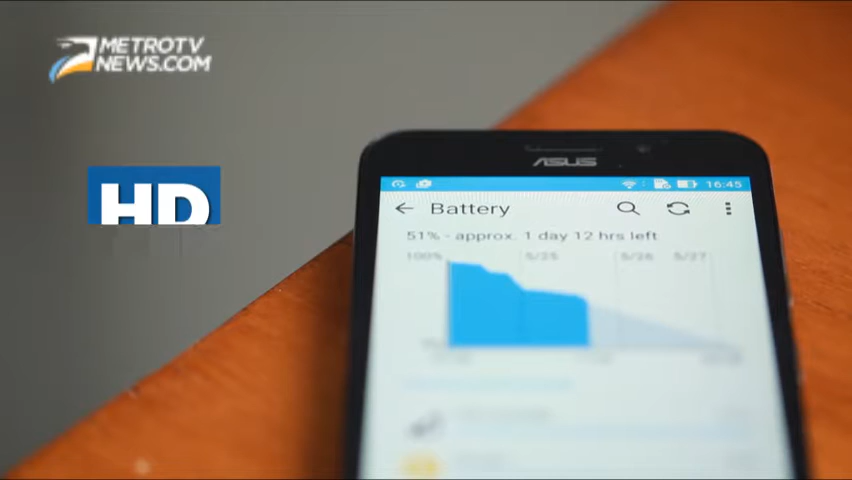 METROTV
NEWS.COM
HD
ASUS
16:45
Battery
51% - approx. 1 day 12 hrs left
100%
5/25
5/26
5/27